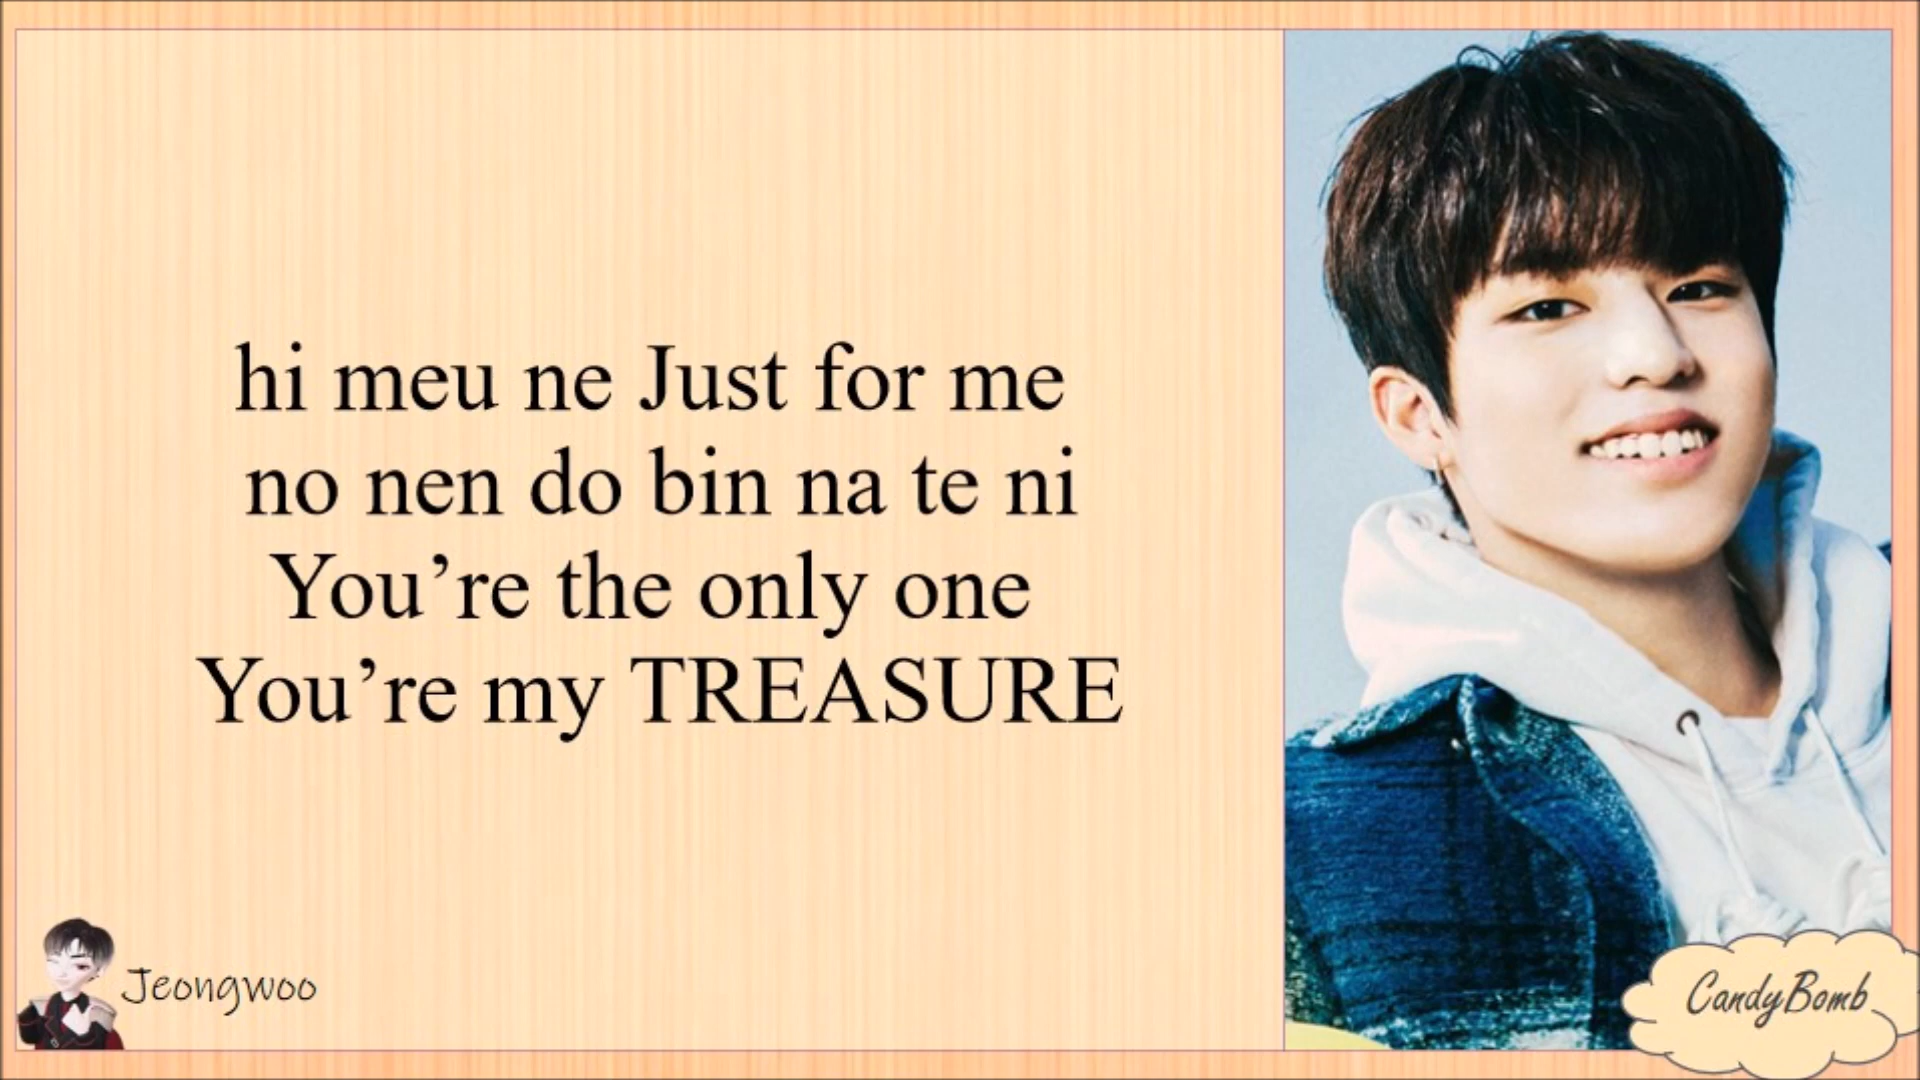 hi meu ne Just for me
no nen do bin na te ni
You’re the only one
You’re my TREASURE
Jeongwoo
CandyBomb